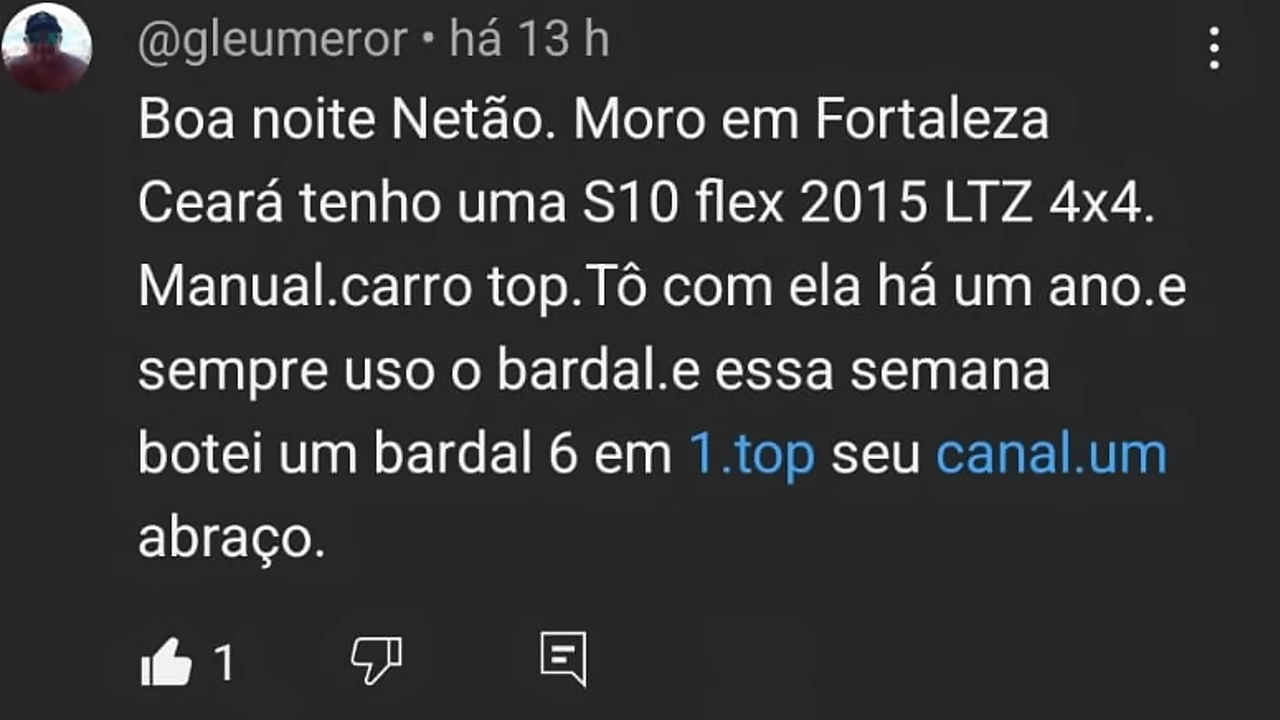 @gleumeror • há 13 h
Boa noite Netão. Moro em Fortaleza
Ceará tenho uma S10 flex 2015 LTZ 4x4.
Manual.carro top.Tô com ela há um ano.e
sempre uso o bardal.e essa semana
botei um bardal 6 em 1.top seu canal.um
abraço.
1